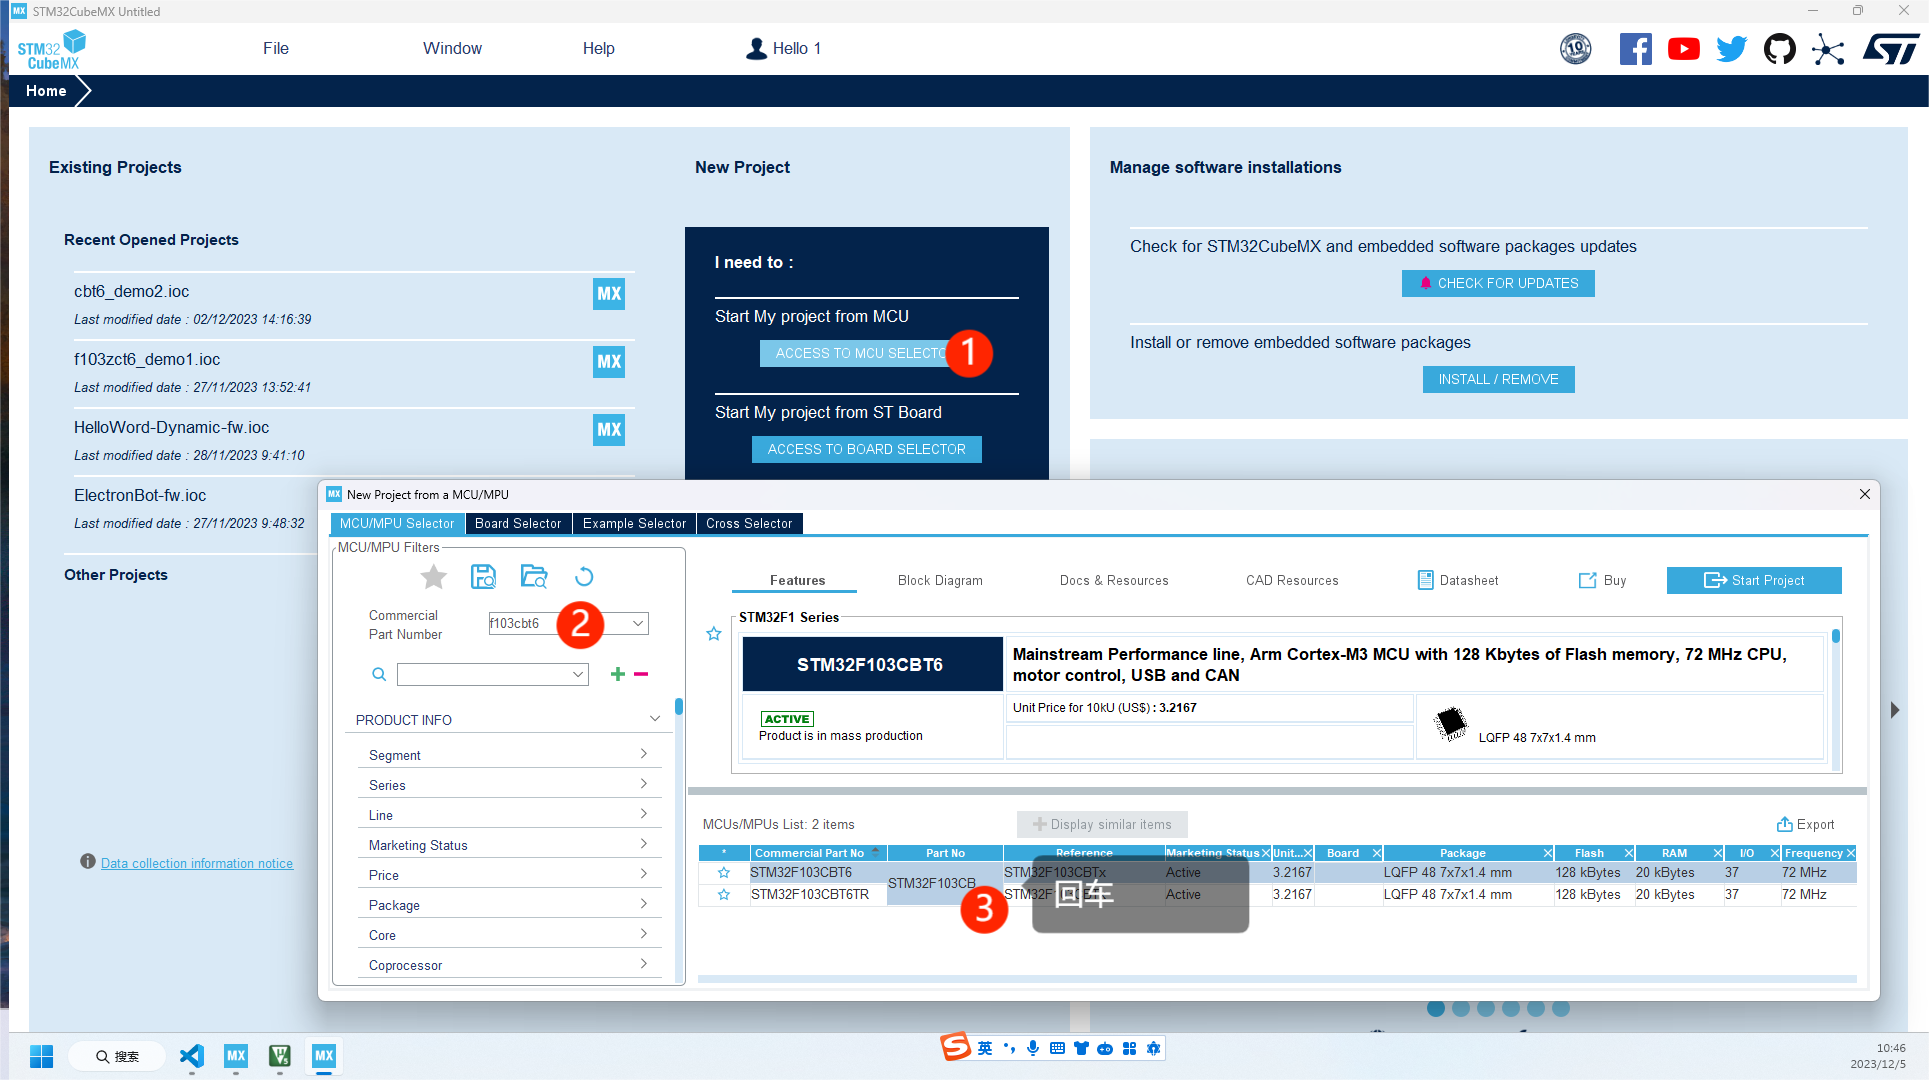 MX STM32CubeMX Untitled
STM32
CubeMX
File
Window
Help
Hello 1
10
ST
Home
Existing Projects
New Project
Manage software installations
Recent Opened Projects
cbt6_demo2.ioc
MX
Last modified date : 02/12/2023 14:16:39
f103zct6_demo1.ioc
MX
Last modified date : 27/11/2023 13:52:41
HelloWord-Dynamic-fw.ioc
MX
Last modified date : 28/11/2023 9:41:10
ElectronBot-fw.ioc
Last modified date : 27/11/2023 9:48:32
Other Projects
Data collection information notice
I need to :
Start My project from MCU
ACCESS TO MCU SELECTO
1
Start My project from ST Board
ACCESS TO BOARD SELECTOR
Check for STM32CubeMX and embedded software packages updates
CHECK FOR UPDATES
Install or remove embedded software packages
INSTALL / REMOVE
MX New Project from a MCU/MPU
MCU/MPU Selector
Board Selector
Example Selector
Cross Selector
MCU/MPU Filters
Commercial
Part Number
f103cbt6
2
PRODUCT INFO
Segment
Series
Line
Marketing Status
Price
Package
Core
Coprocessor
Features
Block Diagram
Docs & Resources
CAD Resources
Datasheet
Buy
Start Project
STM32F1 Series
STM32F103CBT6
Mainstream Performance line, Arm Cortex-M3 MCU with 128 Kbytes of Flash memory, 72 MHz CPU,
motor control, USB and CAN
ACTIVE
Product is in mass production
Unit Price for 10kU (US$) : 3.2167
LQFP 48 7x7x1.4 mm
MCUs/MPUs List: 2 items
Display similar items
Export
* Commercial Part No Part No Reference Marketing Status Unit... Board Package Flash RAM I/O Frequency
STM32F103CBT6 STM32F103CB STM32F103CBTx Active 3.2167 LQFP 48 7x7x1.4 mm 128 kBytes 20 kBytes 37 72 MHz
STM32F103CBT6TR Active 3.2167 LQFP 48 7x7x1.4 mm 128 kBytes 20 kBytes 37 72 MHz
3
回车
搜索
MX
MX
S 英
10:46
2023/12/5